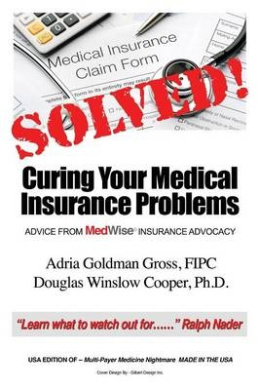 Medical Insurance
Claim Form
SOLVED!
Curing Your Medical
Insurance Problems
ADVICE FROM MedWise® INSURANCE ADVOCACY
Adria Goldman Gross, FIPC
Douglas Winslow Cooper, Ph.D.
"Learn what to watch out for......" Ralph Nader
USA EDITION OF – Multi-Payer Medicine Nightmare MADE IN THE USA
Cover Design By - Gilbert Design Inc.